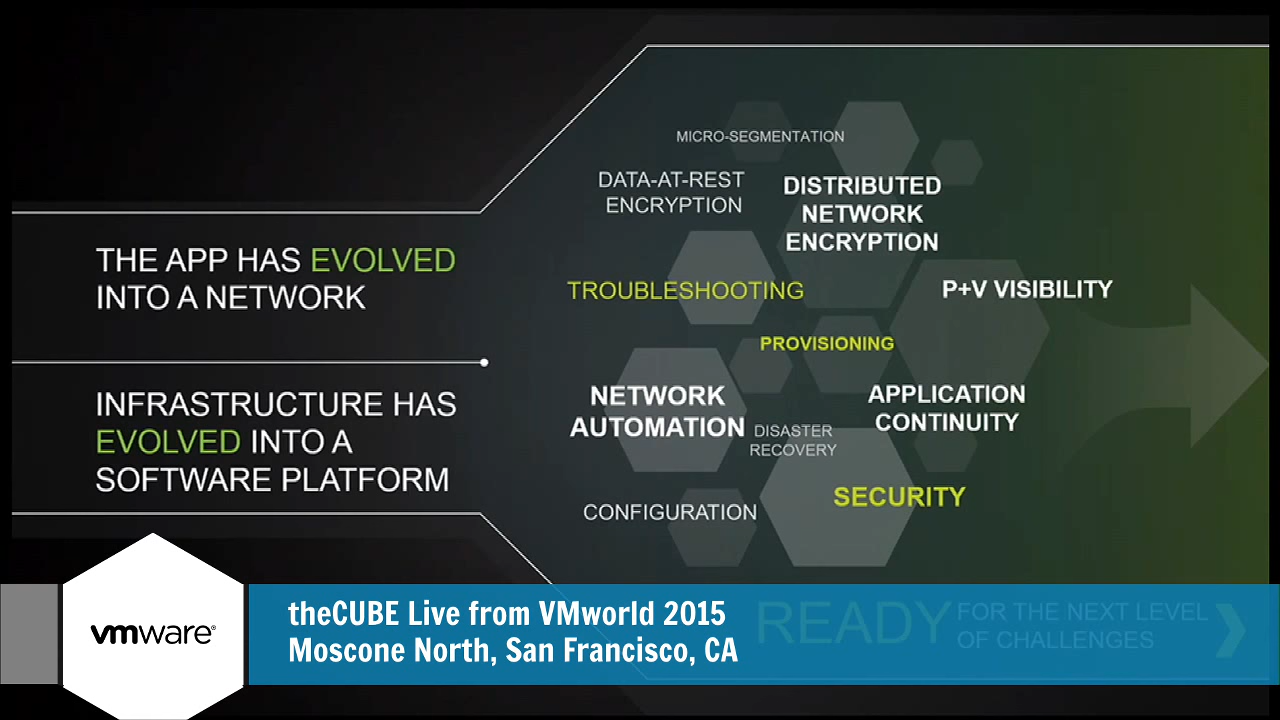 MICRO-SEGMENTATION
DATA-AT-REST
ENCRYPTION
DISTRIBUTED
NETWORK
ENCRYPTION
THE APP HAS EVOLVED
INTO A NETWORK
TROUBLESHOOTING
P+V VISIBILITY
PROVISIONING
INFRASTRUCTURE HAS
EVOLVED INTO A
SOFTWARE PLATFORM
NETWORK
AUTOMATION
APPLICATION
CONTINUITY
DISASTER
RECOVERY
SECURITY
CONFIGURATION
READY FOR THE NEXT LEVEL
OF CHALLENGES
vmware®
theCUBE Live from VMworld 2015
Moscone North, San Francisco, CA